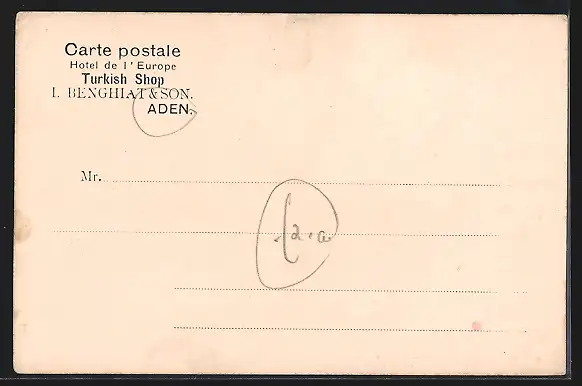 Carte postale
Hotel de l'Europe
Turkish Shop
I. BENGHIAT & SON.
ADEN.
Mr.